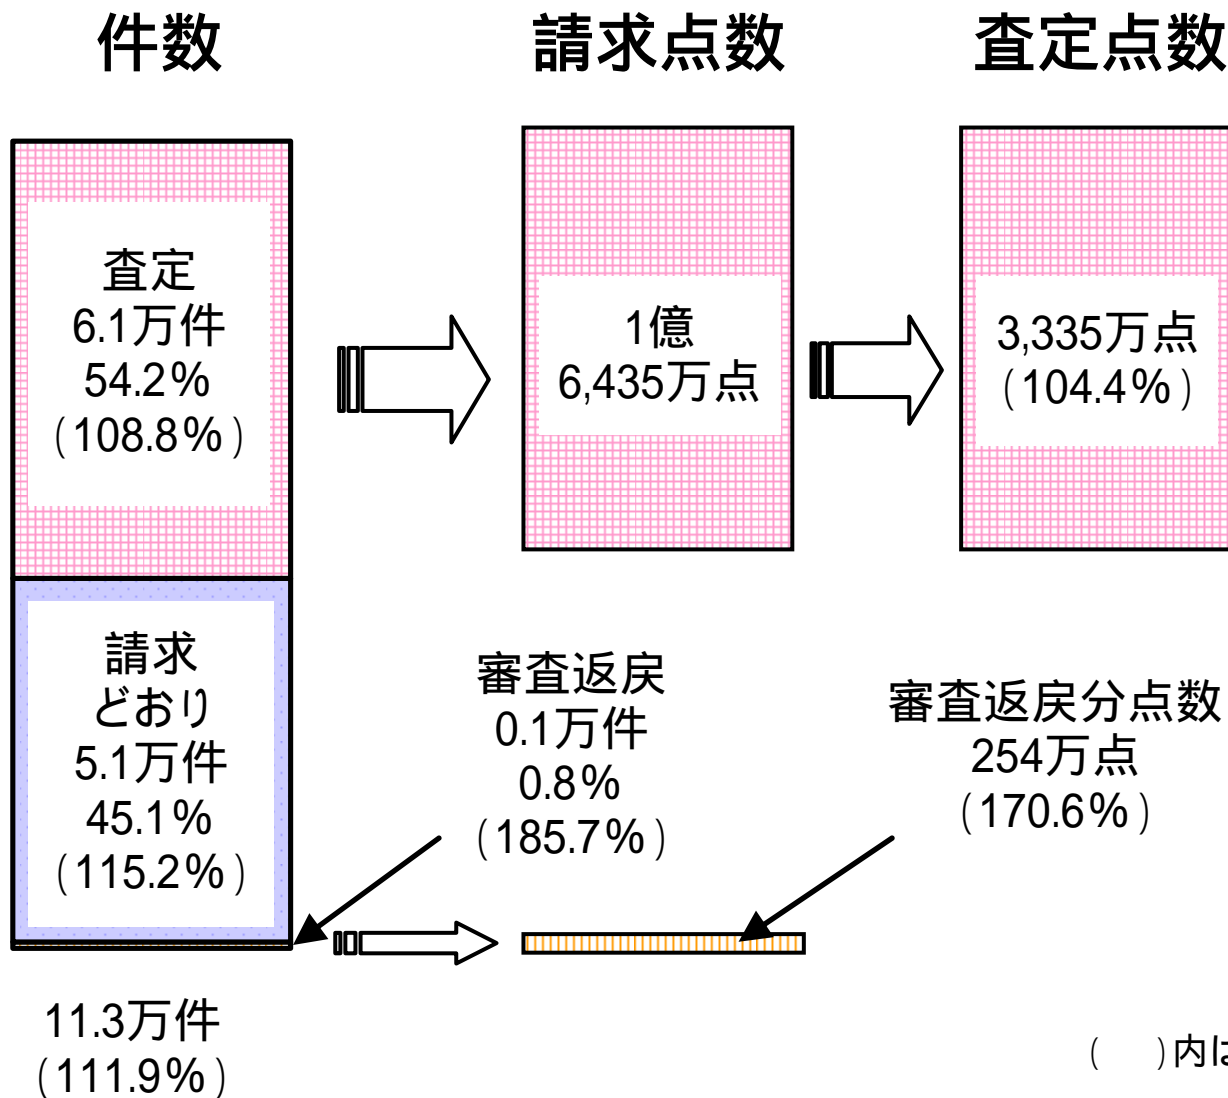 件数
請求点数
査定点数
査定
6.1万件
54.2%
(108.8%)
1億
6,435万点
3,335万点
(104.4%)
請求
どおり
5.1万件
45.1%
(115.2%)
審査返戻
0.1万件
0.8%
(185.7%)
審査返戻分点数
254万点
(170.6%)
11.3万件
(111.9%)
(　)内は